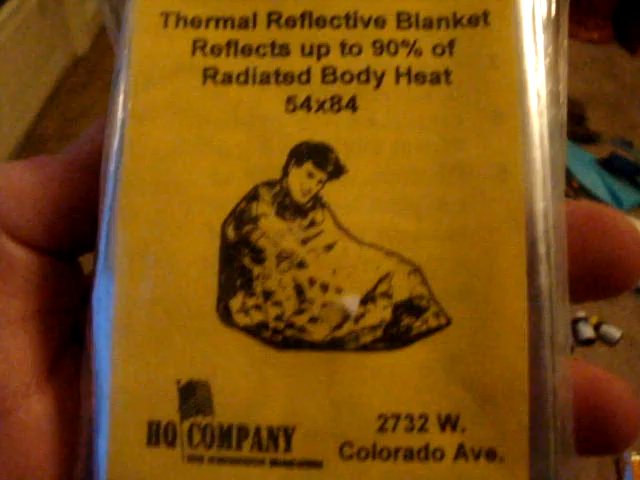 Thermal Reflective Blanket
Reflects up to 90% of
Radiated Body Heat
54x84
HQ COMPANY
2732 W.
Colorado Ave.